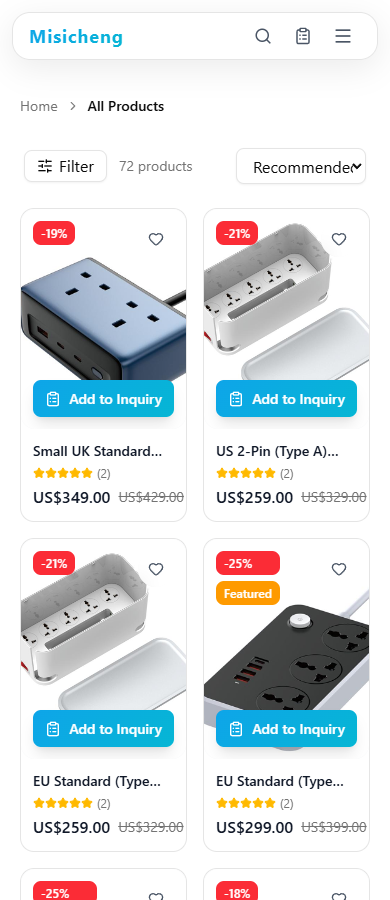 Misicheng
Home > All Products
Filter
72 products
Recommended
-19%
Add to Inquiry
Small UK Standard...
(2)
US$349.00 US$429.00
-21%
Add to Inquiry
US 2-Pin (Type A)...
(2)
US$259.00 US$329.00
-21%
Add to Inquiry
EU Standard (Type...
(2)
US$259.00 US$329.00
-25%
Featured
Add to Inquiry
EU Standard (Type...
(2)
US$299.00 US$399.00
-25%
-18%